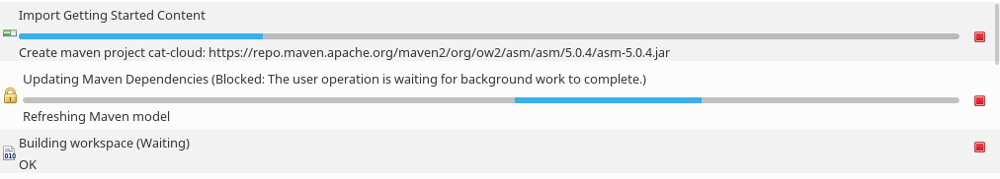 Import Getting Started Content
Create maven project cat-cloud: https://repo.maven.apache.org/maven2/org/ow2/asm/asm/5.0.4/asm-5.0.4.jar
Updating Maven Dependencies (Blocked: The user operation is waiting for background work to complete.)
Refreshing Maven model
Building workspace (Waiting)
010
OK